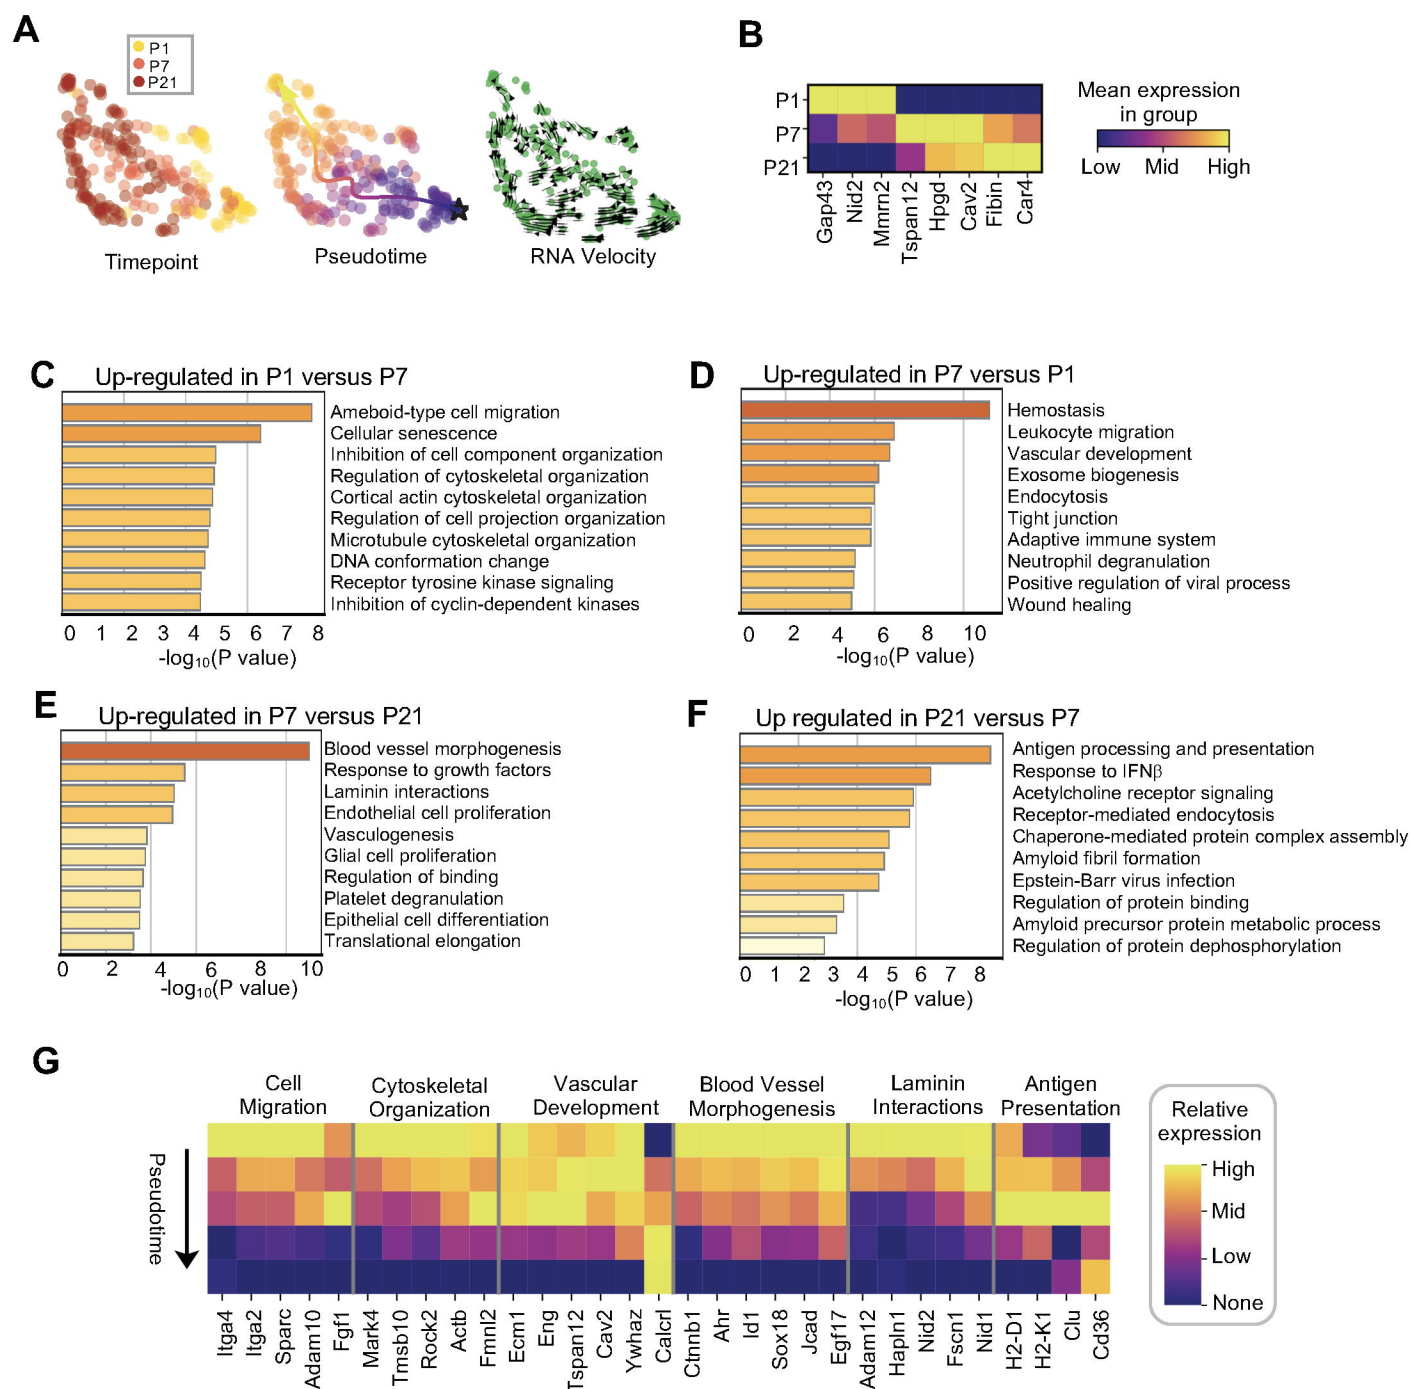 A
P1
P7
P21
Timepoint
Pseudotime
RNA Velocity
B
P1
P7
P21
Gap43
Nid2
Mmrn2
Tspan12
Hpgd
Cav2
Fibin
Car4
Mean expression
in group
Low Mid High
C
Up-regulated in P1 versus P7
Ameboid-type cell migration
Cellular senescence
Inhibition of cell component organization
Regulation of cytoskeletal organization
Cortical actin cytoskeletal organization
Regulation of cell projection organization
Microtubule cytoskeletal organization
DNA conformation change
Receptor tyrosine kinase signaling
Inhibition of cyclin-dependent kinases
0 1 2 3 4 5 6 7 8
-log₁₀(P value)
D
Up-regulated in P7 versus P1
Hemostasis
Leukocyte migration
Vascular development
Exosome biogenesis
Endocytosis
Tight junction
Adaptive immune system
Neutrophil degranulation
Positive regulation of viral process
Wound healing
0 2 4 6 8 10
-log₁₀(P value)
E
Up-regulated in P7 versus P21
Blood vessel morphogenesis
Response to growth factors
Laminin interactions
Endothelial cell proliferation
Vasculogenesis
Glial cell proliferation
Regulation of binding
Platelet degranulation
Epithelial cell differentiation
Translational elongation
0 2 4 6 8 10
-log₁₀(P value)
F
Up regulated in P21 versus P7
Antigen processing and presentation
Response to IFNβ
Acetylcholine receptor signaling
Receptor-mediated endocytosis
Chaperone-mediated protein complex assembly
Amyloid fibril formation
Epstein-Barr virus infection
Regulation of protein binding
Amyloid precursor protein metabolic process
Regulation of protein dephosphorylation
0 1 2 3 4 5 6 7 8
-log₁₀(P value)
G
Cell
Migration
Cytoskeletal
Organization
Vascular
Development
Blood Vessel
Morphogenesis
Laminin
Interactions
Antigen
Presentation
Pseudotime
Itga4
Itga2
Sparc
Adam10
Fgf1
Mark4
Tmsb10
Rock2
Actb
Fmnl2
Ecm1
Eng
Tspan12
Cav2
Ywhaz
Calcrl
Ctnnb1
Ahr
Id1
Sox18
Jcad
Egf17
Adam12
Hapln1
Nid2
Fscn1
Nid1
H2-D1
H2-K1
Clu
Cd36
Relative
expression
High
Mid
Low
None